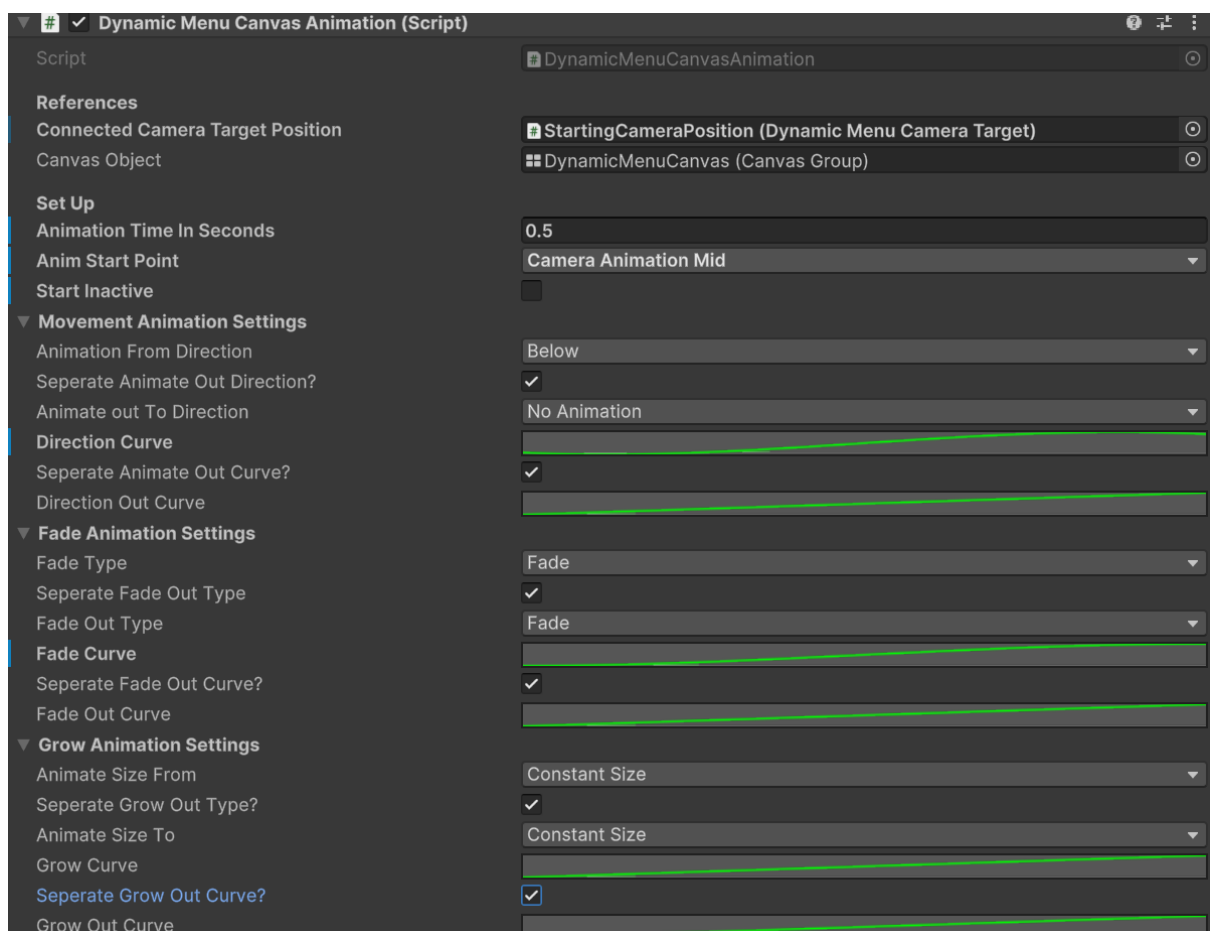 Dynamic Menu Canvas Animation (Script)
Script DynamicMenuCanvasAnimation
References
Connected Camera Target Position StartingCameraPosition (Dynamic Menu Camera Target)
Canvas Object DynamicMenuCanvas (Canvas Group)
Set Up
Animation Time In Seconds 0.5
Anim Start Point Camera Animation Mid
Start Inactive
Movement Animation Settings
Animation From Direction Below
Seperate Animate Out Direction?
Animate out To Direction No Animation
Direction Curve
Seperate Animate Out Curve?
Direction Out Curve
Fade Animation Settings
Fade Type Fade
Seperate Fade Out Type
Fade Out Type Fade
Fade Curve
Seperate Fade Out Curve?
Fade Out Curve
Grow Animation Settings
Animate Size From Constant Size
Seperate Grow Out Type?
Animate Size To Constant Size
Grow Curve
Seperate Grow Out Curve?
Grow Out Curve